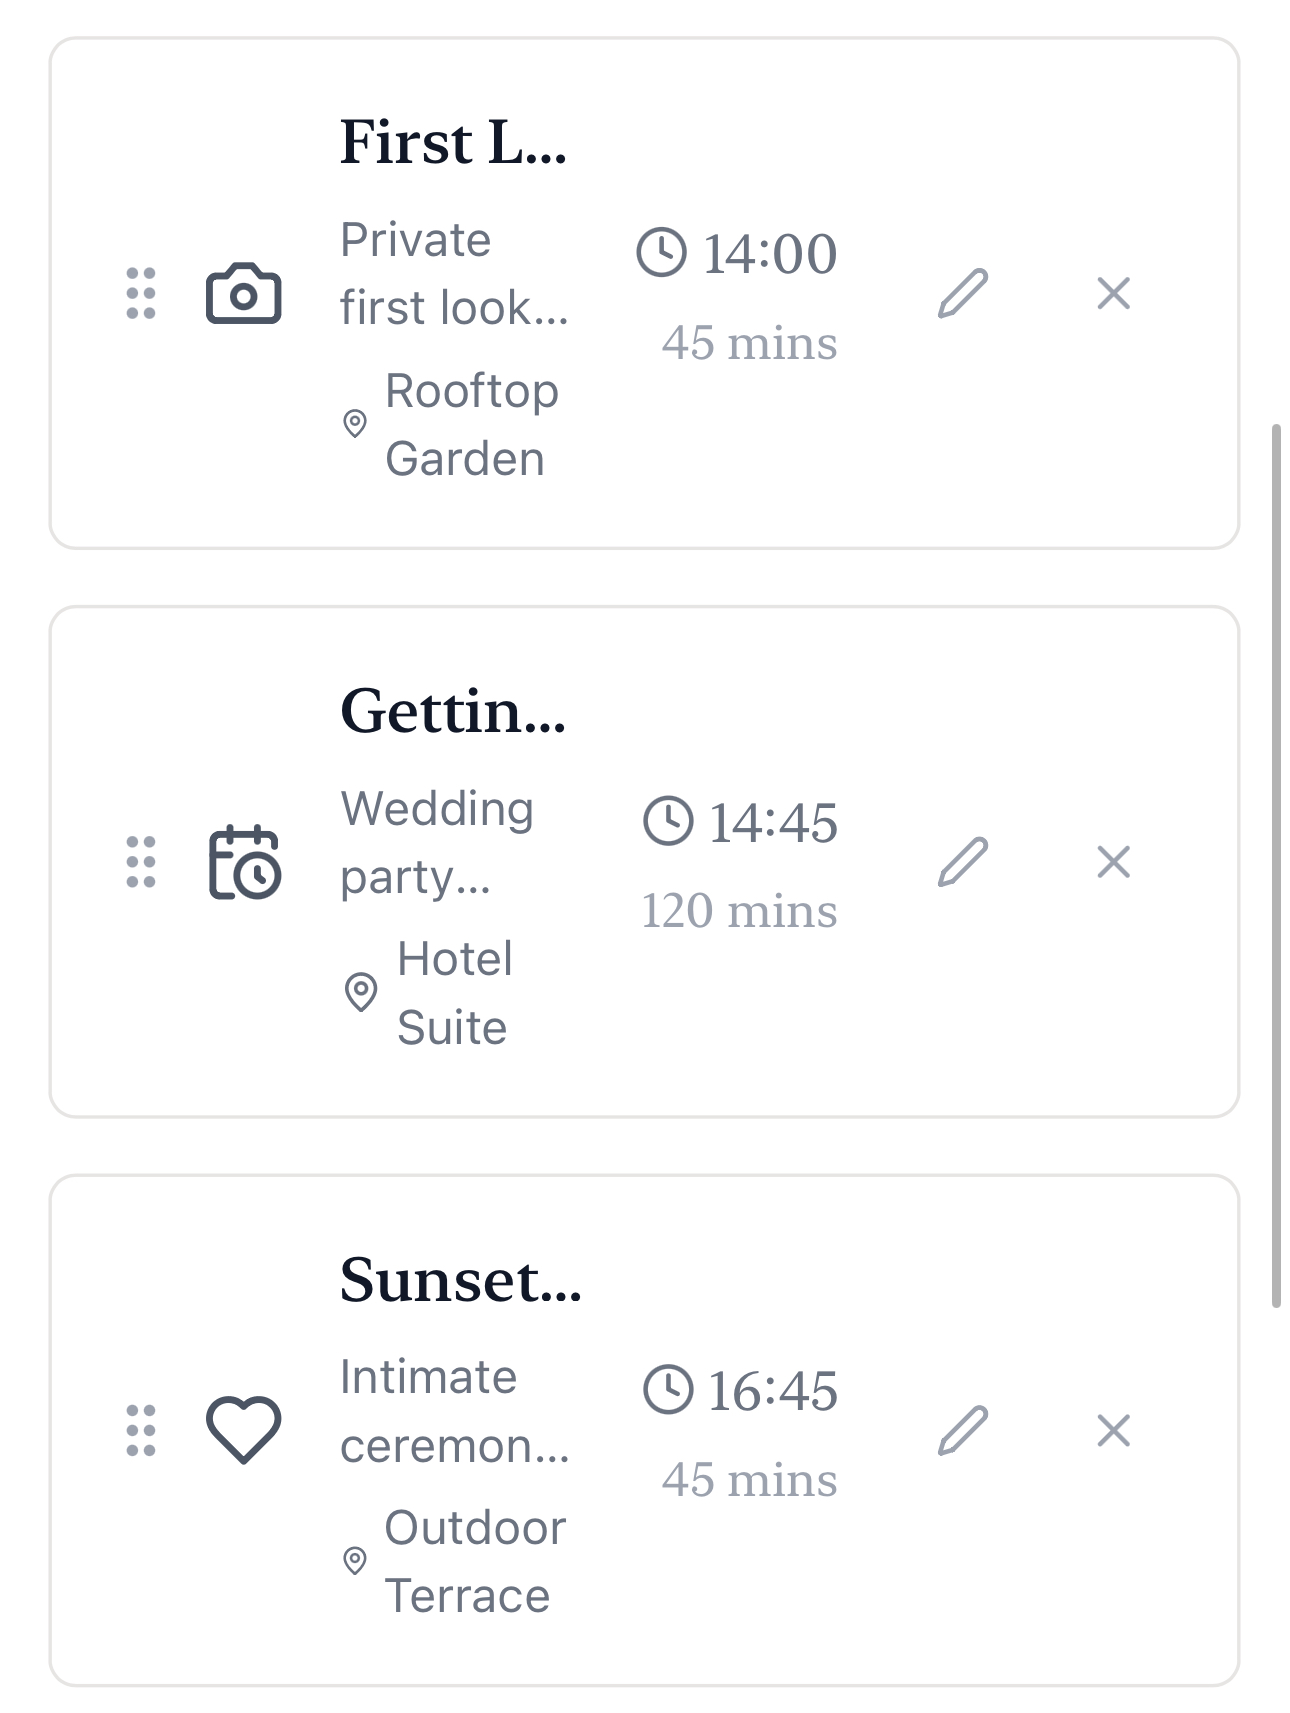 First L...
Private
first look...
Rooftop
Garden
14:00
45 mins
Gettin...
Wedding
party...
Hotel
Suite
14:45
120 mins
Sunset...
Intimate
ceremon...
Outdoor
Terrace
16:45
45 mins